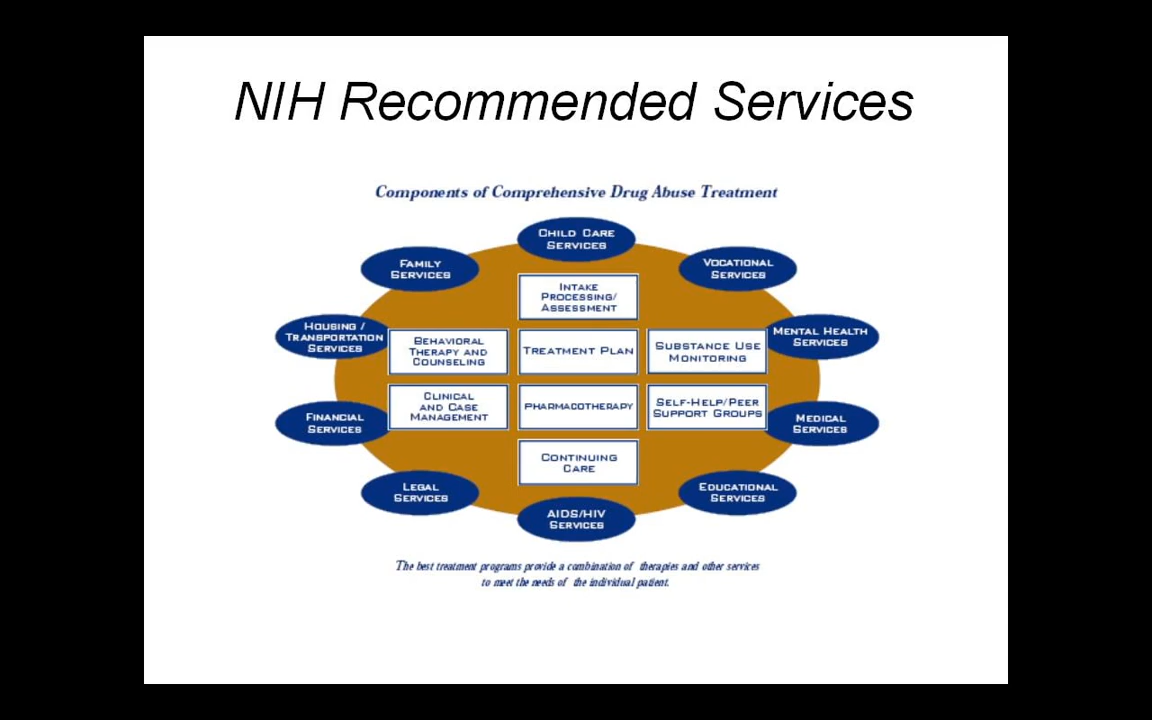 NIH Recommended Services
Components of Comprehensive Drug Abuse Treatment
CHILD CARE
SERVICES
FAMILY
SERVICES
VOCATIONAL
SERVICES
INTAKE
PROCESSING/
ASSESSMENT
HOUSING /
TRANSPORTATION
SERVICES
BEHAVIORAL
THERAPY AND
COUNSELING
TREATMENT PLAN
SUBSTANCE USE
MONITORING
MENTAL HEALTH
SERVICES
FINANCIAL
SERVICES
CLINICAL
AND CASE
MANAGEMENT
PHARMACOTHERAPY
SELF-HELP/PEER
SUPPORT GROUPS
MEDICAL
SERVICES
CONTINUING
CARE
LEGAL
SERVICES
AIDS/HIV
SERVICES
EDUCATIONAL
SERVICES
The best treatment programs provide a combination of therapies and other services
to meet the needs of the individual patient.